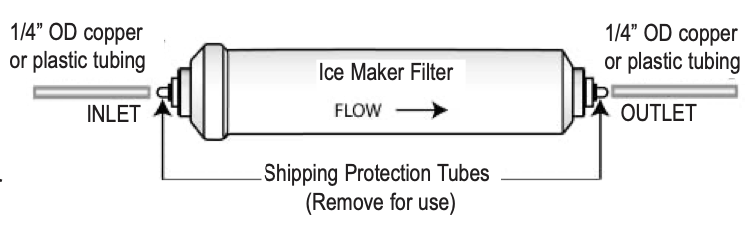 1/4” OD copper
or plastic tubing
1/4” OD copper
or plastic tubing
Ice Maker Filter
INLET
FLOW
OUTLET
Shipping Protection Tubes
(Remove for use)